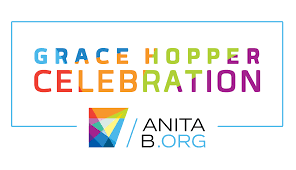 GRACE HOPPER
CELEBRATION
ANITA
B.ORG